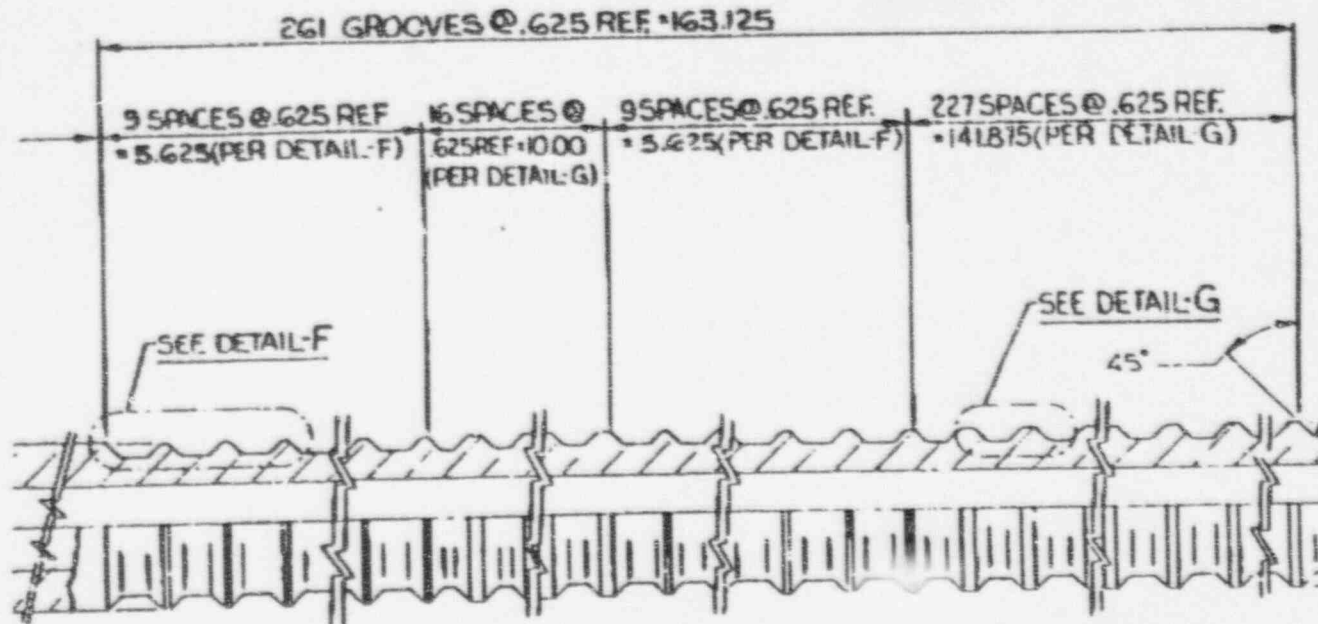 261 GROOVES @ .625 REF. = 163.125
9 SPACES @ .625 REF
= 5.625 (PER DETAIL-F)
16 SPACES @
.625 REF = 10.00
(PER DETAIL-G)
9 SPACES @ .625 REF.
= 5.625 (PER DETAIL-F)
227 SPACES @ .625 REF.
= 141.875 (PER DETAIL-G)
SEE DETAIL-F
SEE DETAIL-G
45°